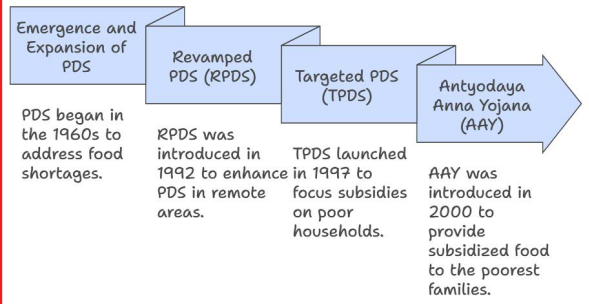 Emergence and
Expansion of
PDS
PDS began in
the 1960s to
address food
shortages.
Revamped
PDS (RPDS)
RPDS was
introduced in
1992 to enhance
PDS in remote
areas.
Targeted PDS
(TPDS)
TPDS launched
in 1997 to
focus subsidies
on poor
households.
Antyodaya
Anna Yojana
(AAY)
AAY was
introduced in
2000 to
provide
subsidized food
to the poorest
families.